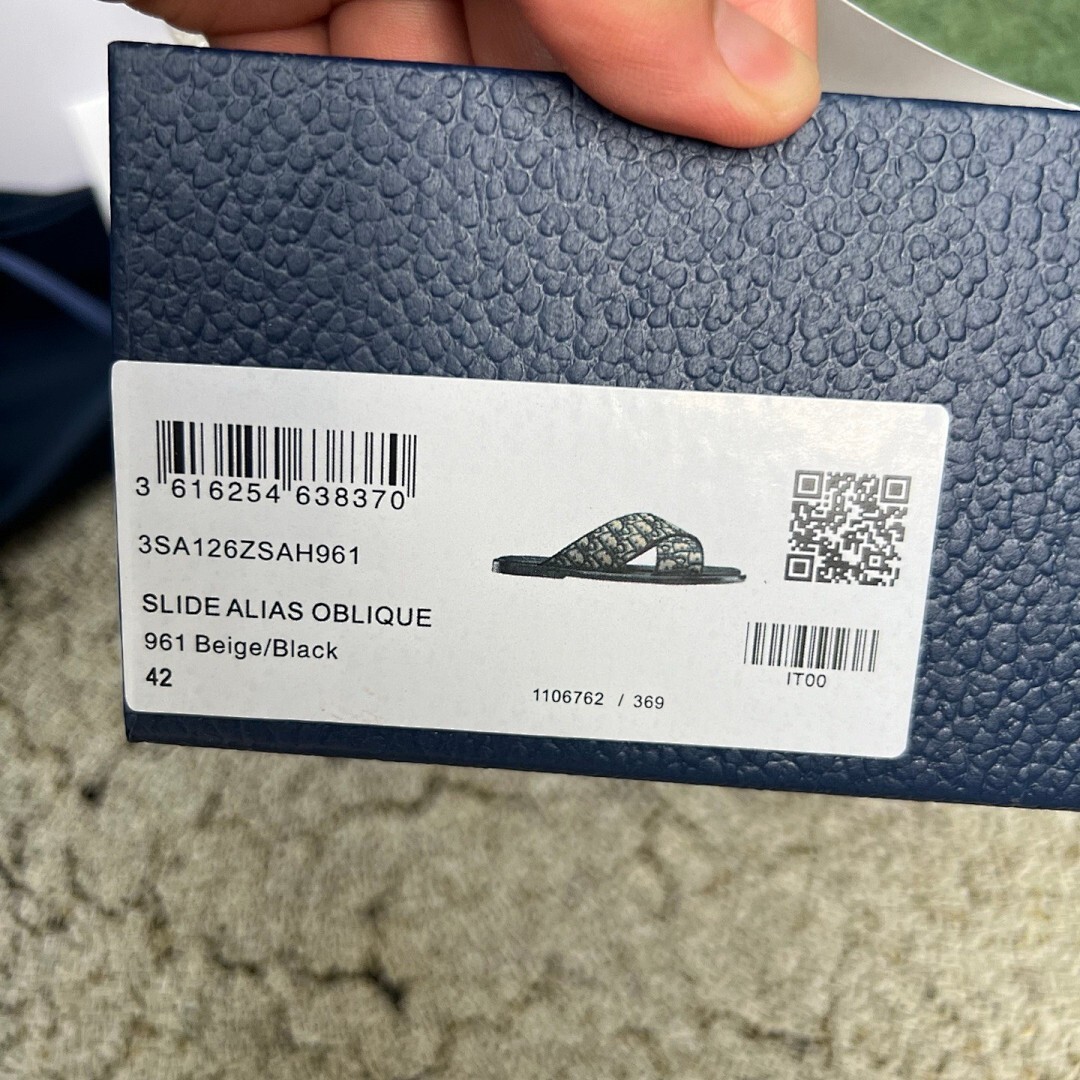 3 616254 638370
3SA126ZSAH961
SLIDE ALIAS OBLIQUE
961 Beige/Black
42
1106762 / 369
IT00